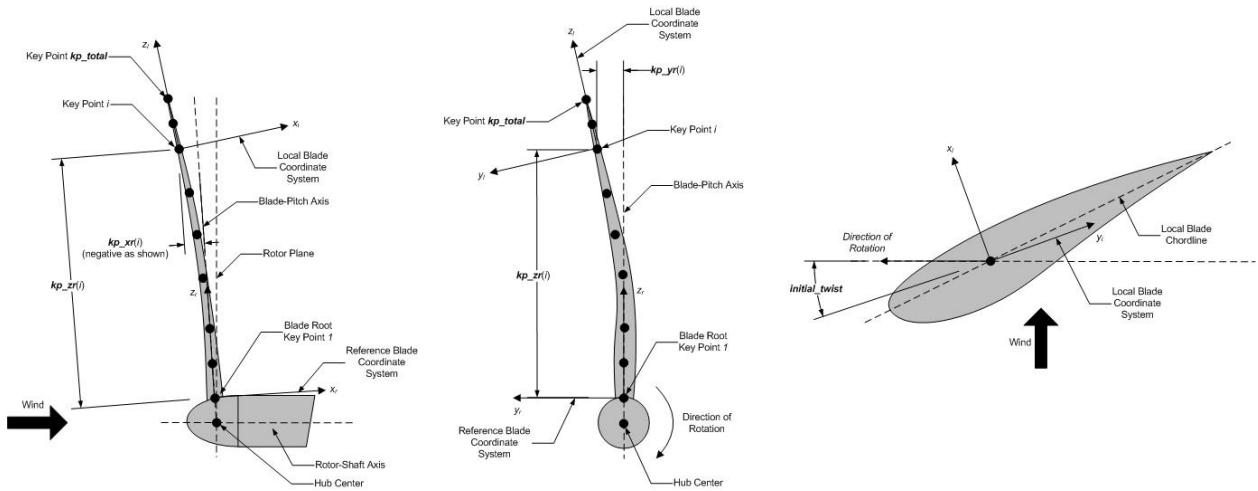 z_l
Key Point kp_total
Key Point i
x_l
Local Blade
Coordinate
System
Blade-Pitch Axis
kp_xr(i)
(negative as shown)
Rotor Plane
kp_zr(i)
z_r
Blade Root
Key Point 1
Reference Blade
Coordinate
System
x_r
Wind
Rotor-Shaft Axis
Hub Center
Local Blade
Coordinate
System
z_l
kp_yr(i)
Key Point kp_total
Key Point i
y_l
Blade-Pitch Axis
kp_zr(i)
z_r
Blade Root
Key Point 1
y_r
Direction of
Rotation
Reference Blade
Coordinate
System
Hub Center
x_l
Local Blade
Chordline
Direction of
Rotation
y_l
initial_twist
Local Blade
Coordinate
System
Wind